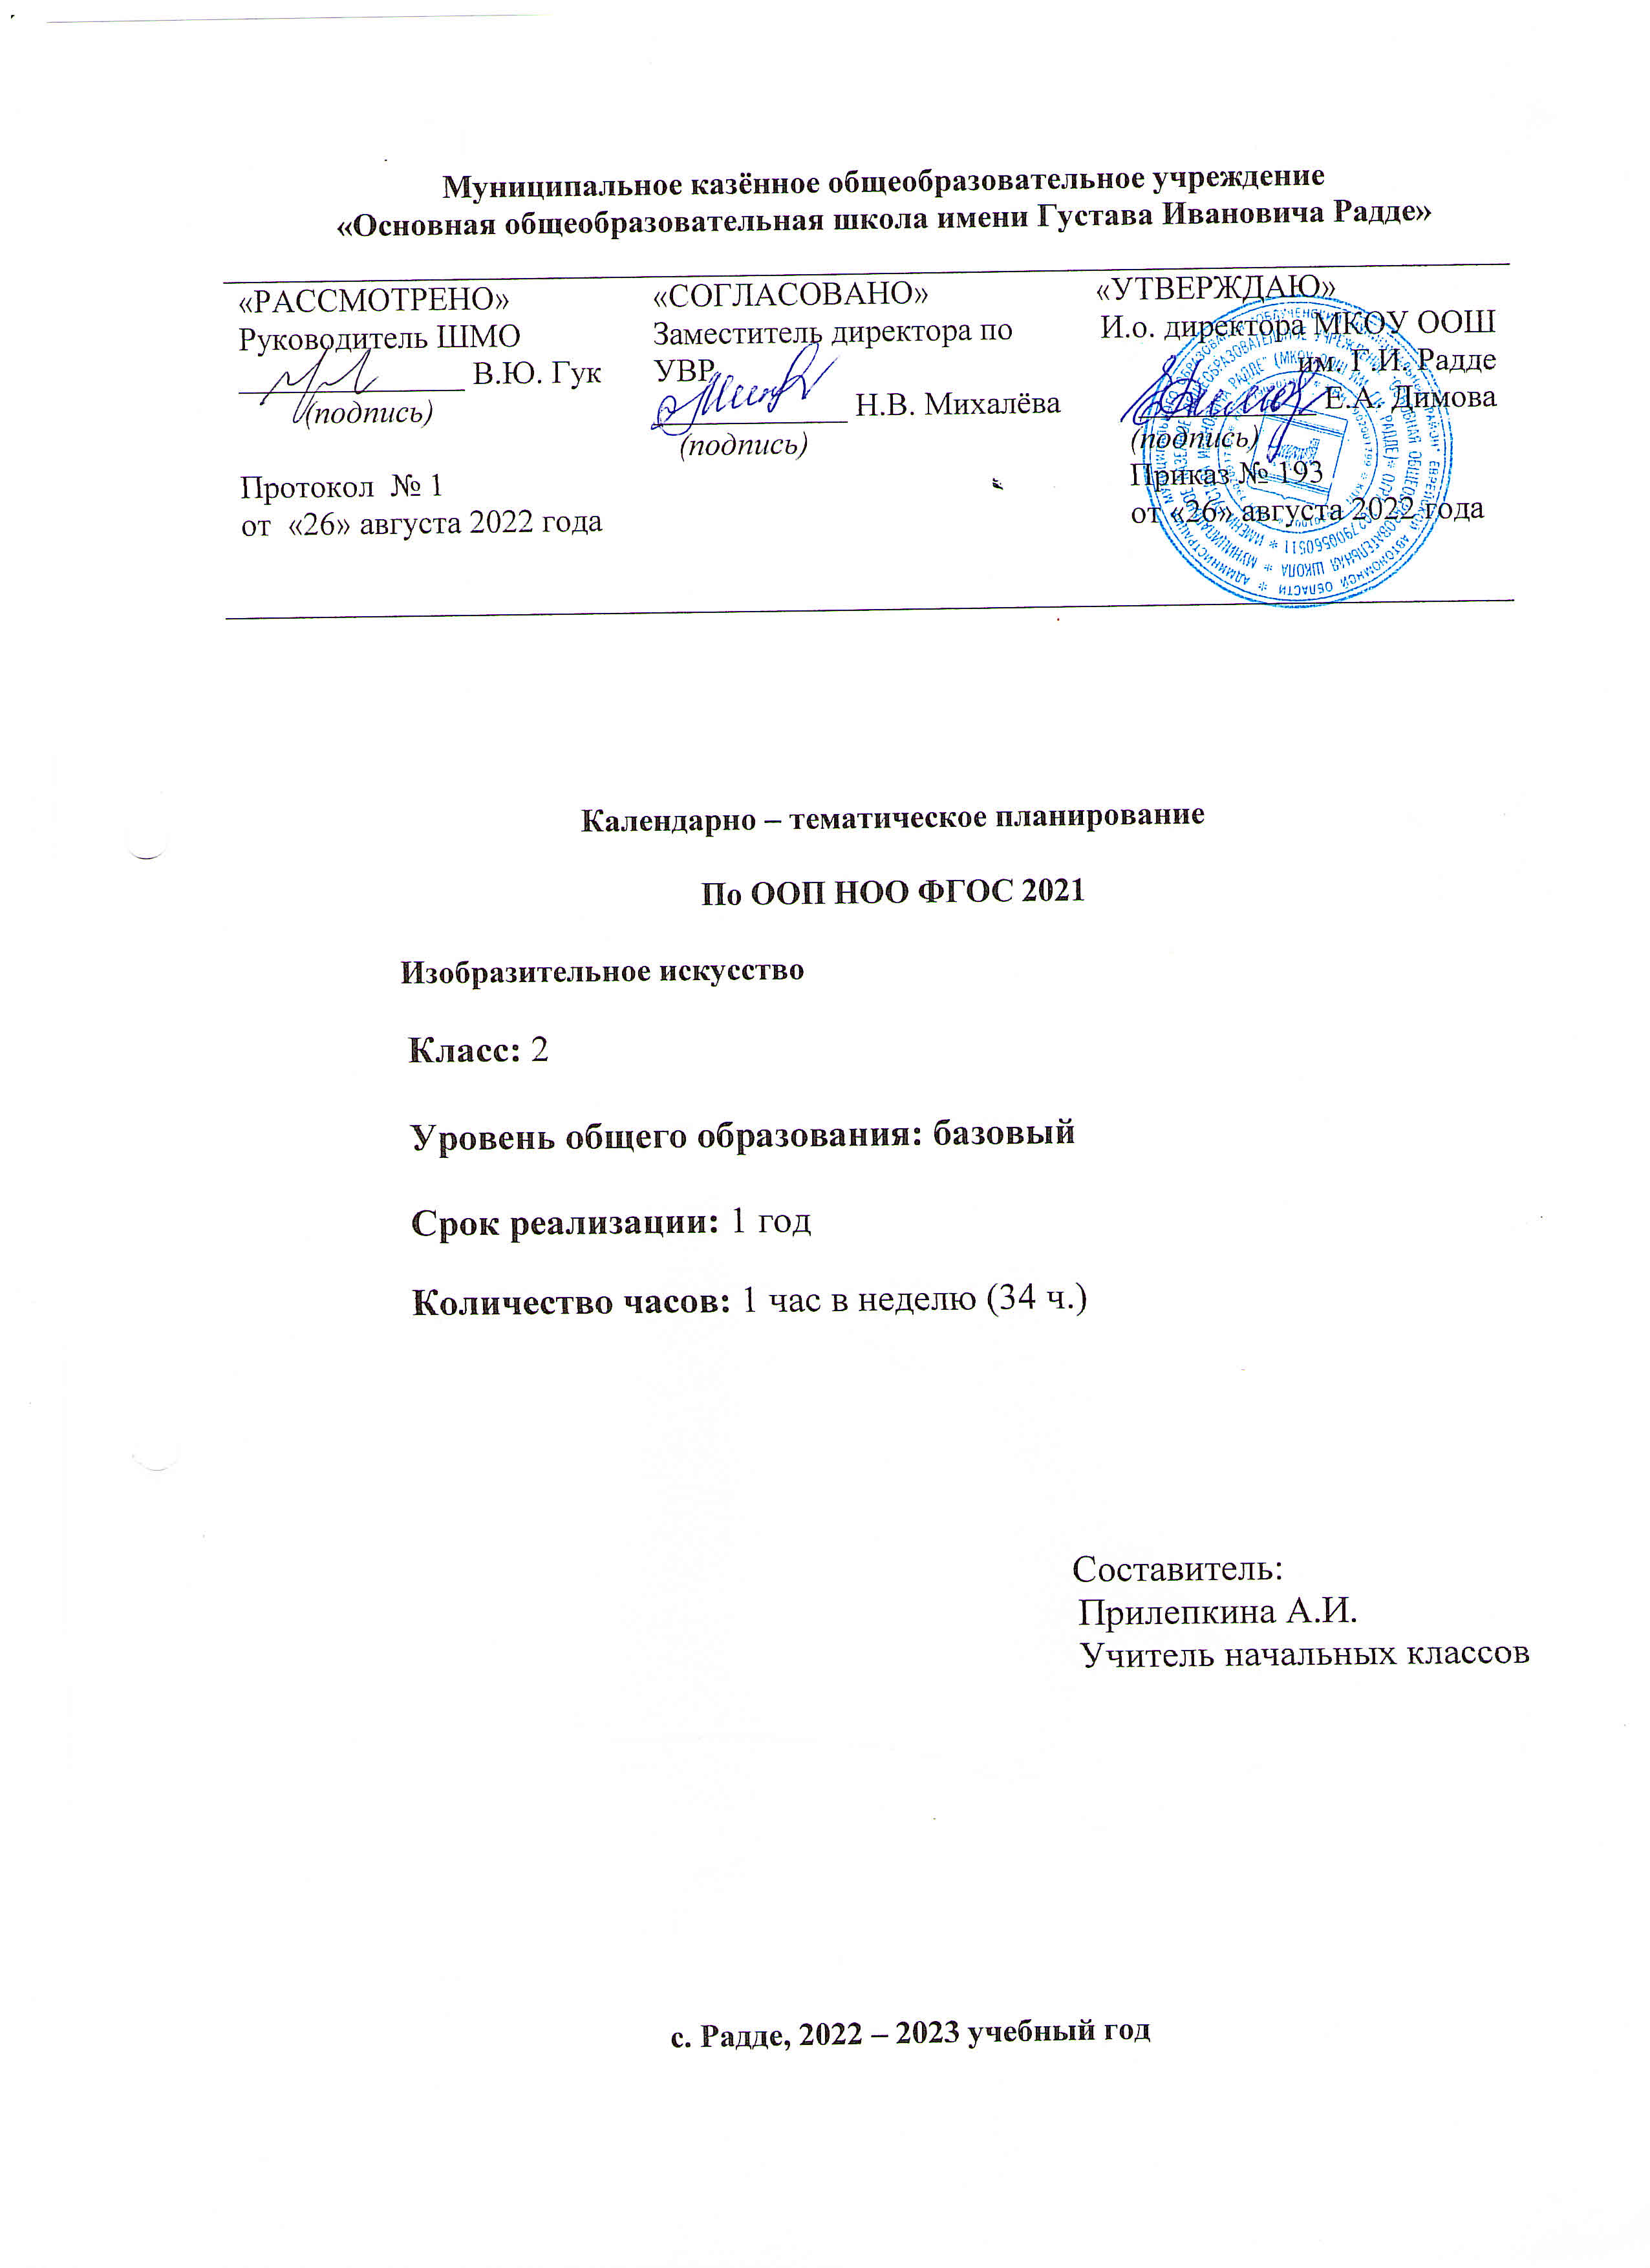 Муниципальное казённое общеобразовательное учреждение
«Основная общеобразовательная школа имени Густава Ивановича Радде»
«РАССМОТРЕНО»
Руководитель ШМО
______________ В.Ю. Гук
(подпись)
Протокол № 1
от «26» августа 2022 года
«СОГЛАСОВАНО»
Заместитель директора по
УВР
____________ Н.В. Михалёва
(подпись)
«УТВЕРЖДАЮ»
И.о. директора МКОУ ООШ
им. Г.И. Радде
___________ Е.А. Димова
(подпись)
Приказ № 193
от «26» августа 2022 года
Календарно – тематическое планирование
По ООП НОО ФГОС 2021
Изобразительное искусство
Класс: 2
Уровень общего образования: базовый
Срок реализации: 1 год
Количество часов: 1 час в неделю (34 ч.)
Составитель:
Прилепкина А.И.
Учитель начальных классов
с. Радде, 2022 – 2023 учебный год